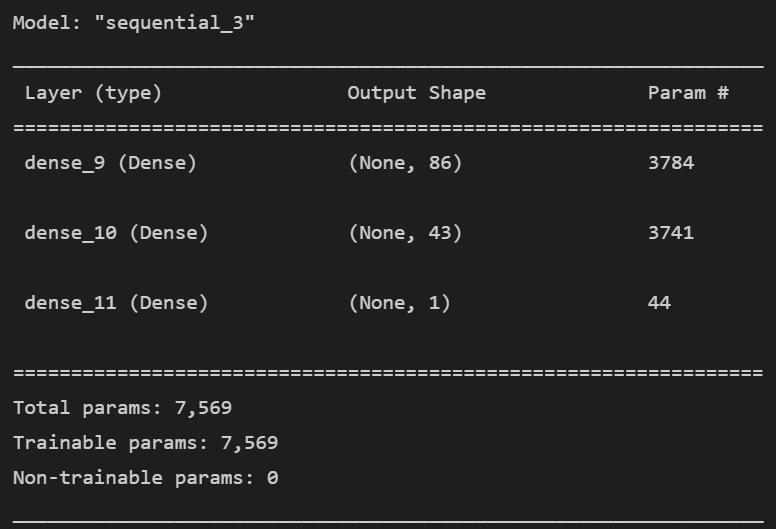 Model: "sequential_3"
_________________________________________________________________
Layer (type)                Output Shape              Param #
=================================================================
dense_9 (Dense)             (None, 86)                3784
dense_10 (Dense)            (None, 43)                3741
dense_11 (Dense)            (None, 1)                 44
=================================================================
Total params: 7,569
Trainable params: 7,569
Non-trainable params: 0
_________________________________________________________________